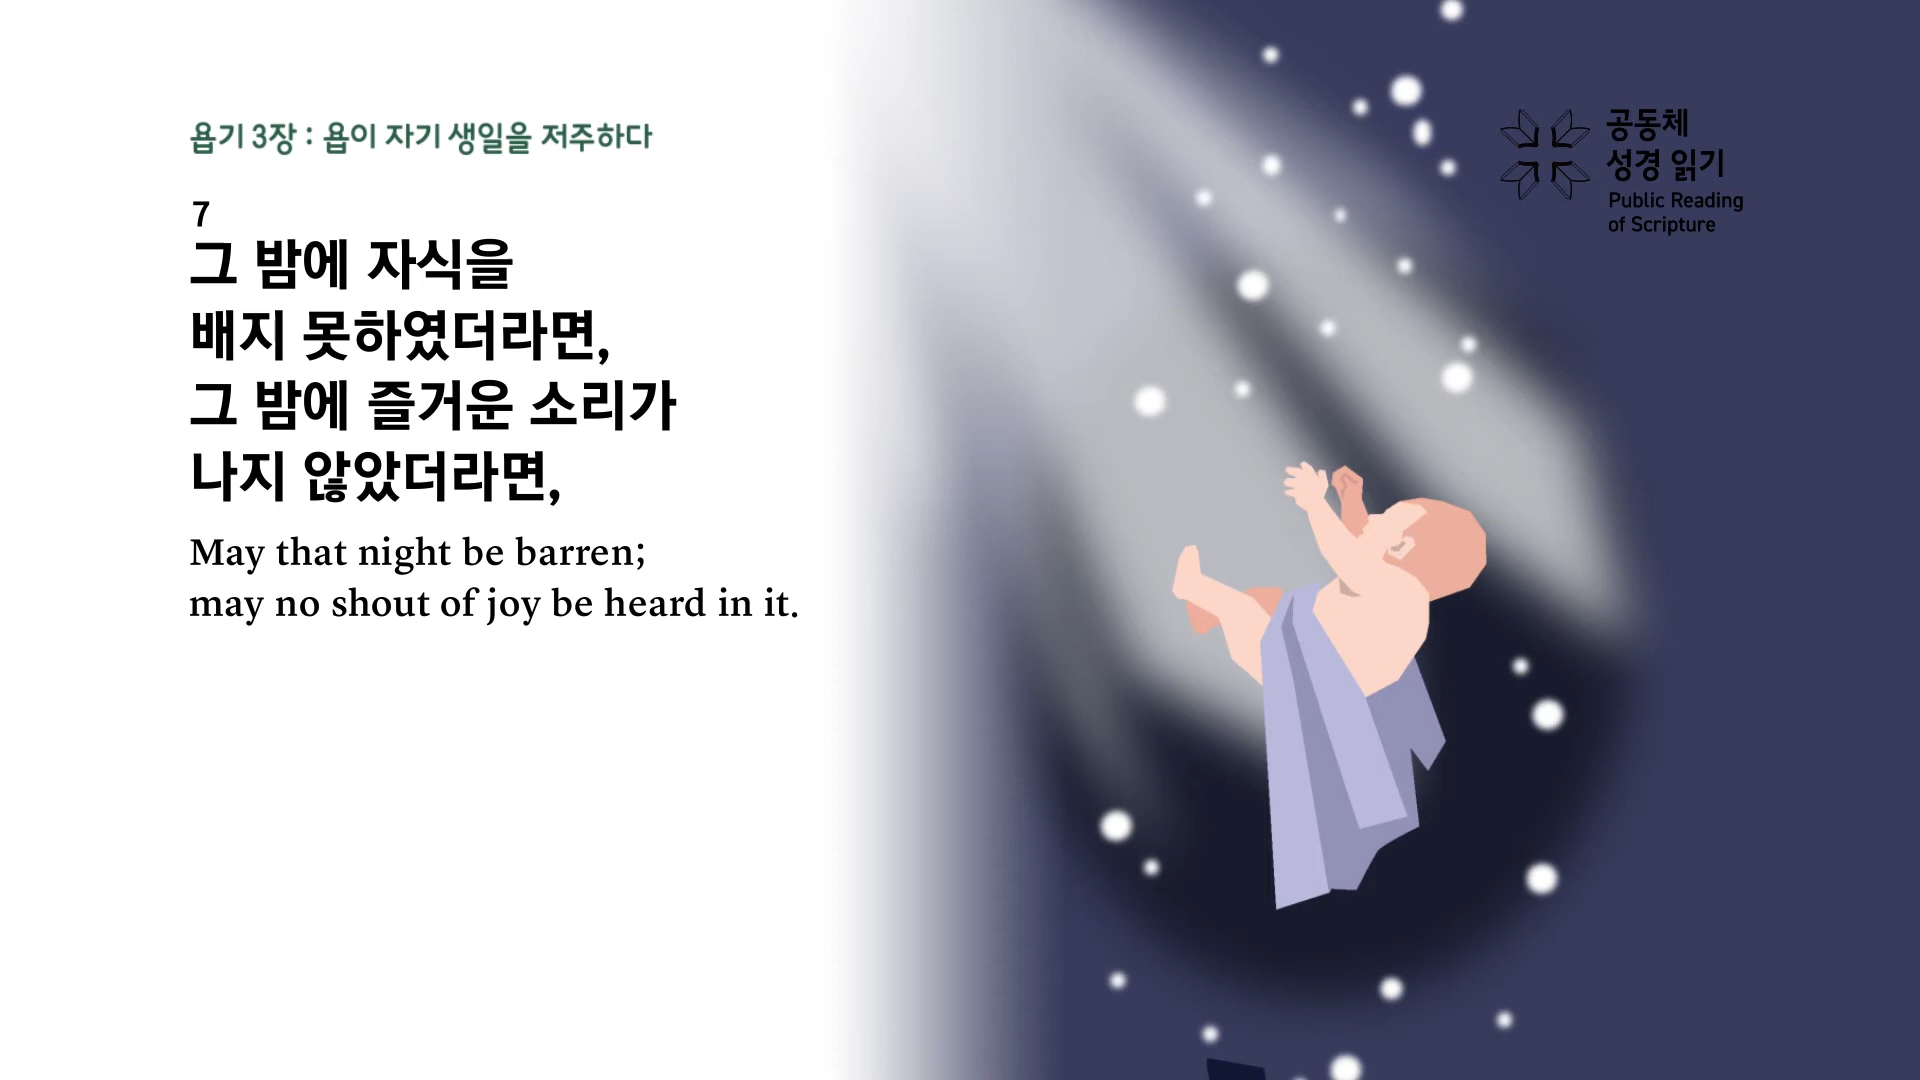 욥기 3장 : 욥이 자기 생일을 저주하다
7
그 밤에 자식을
배지 못하였더라면,
그 밤에 즐거운 소리가
나지 않았더라면,
May that night be barren;
may no shout of joy be heard in it.
공동체
성경 읽기
Public Reading
of Scripture